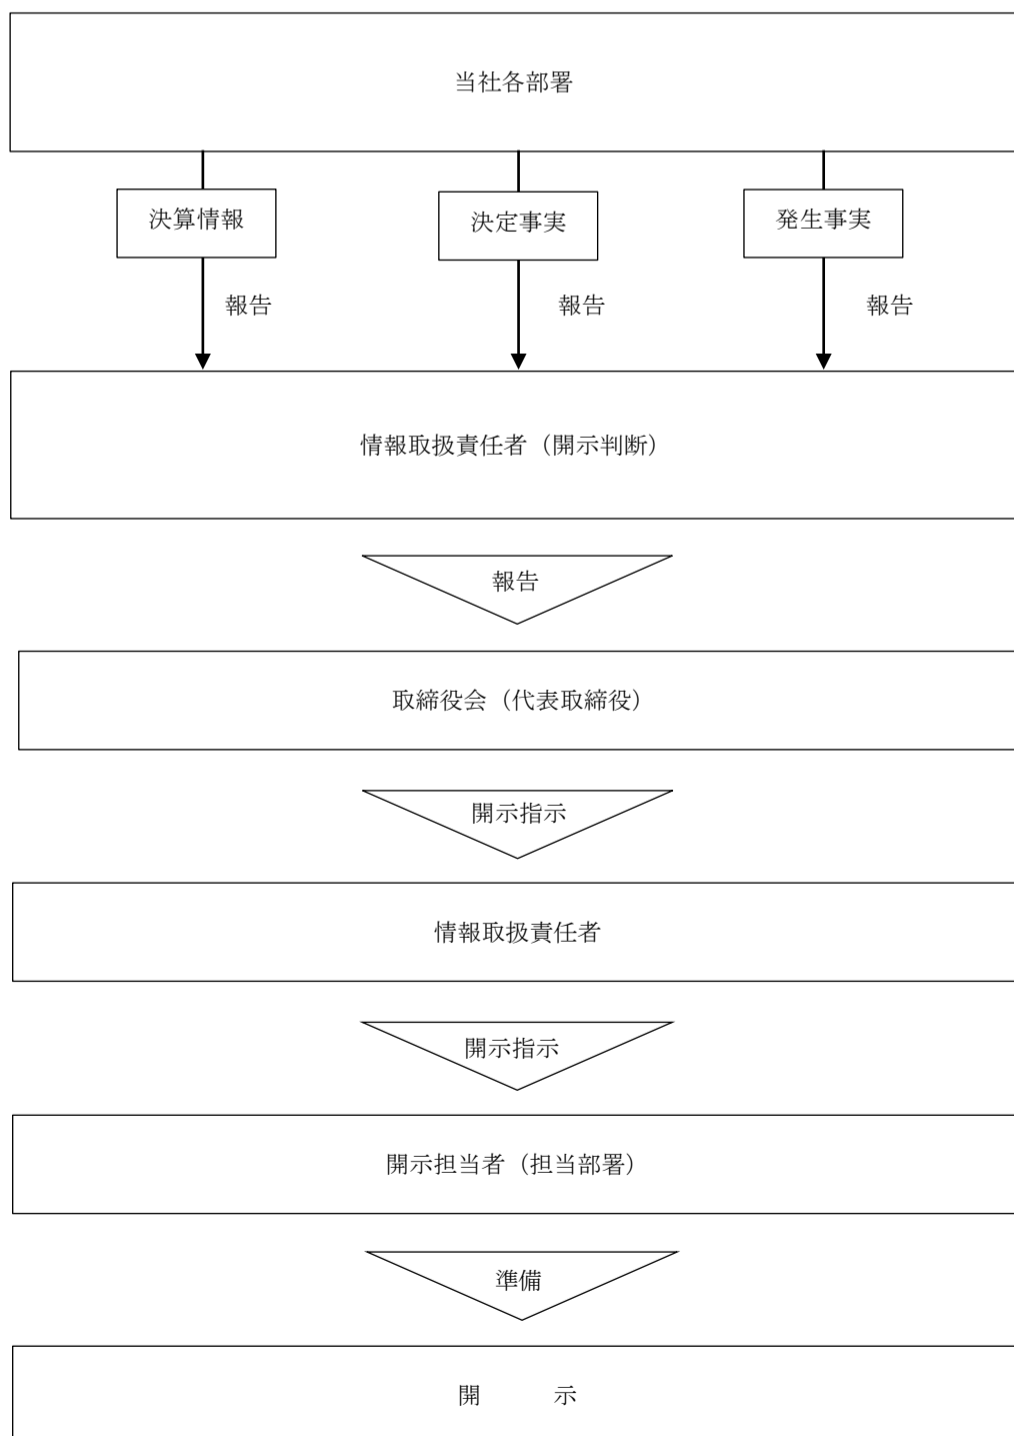 当社各部署
決算情報
決定事実
発生事実
報告
報告
報告
情報取扱責任者（開示判断）
報告
取締役会（代表取締役）
開示指示
情報取扱責任者
開示指示
開示担当者（担当部署）
準備
開　　　示